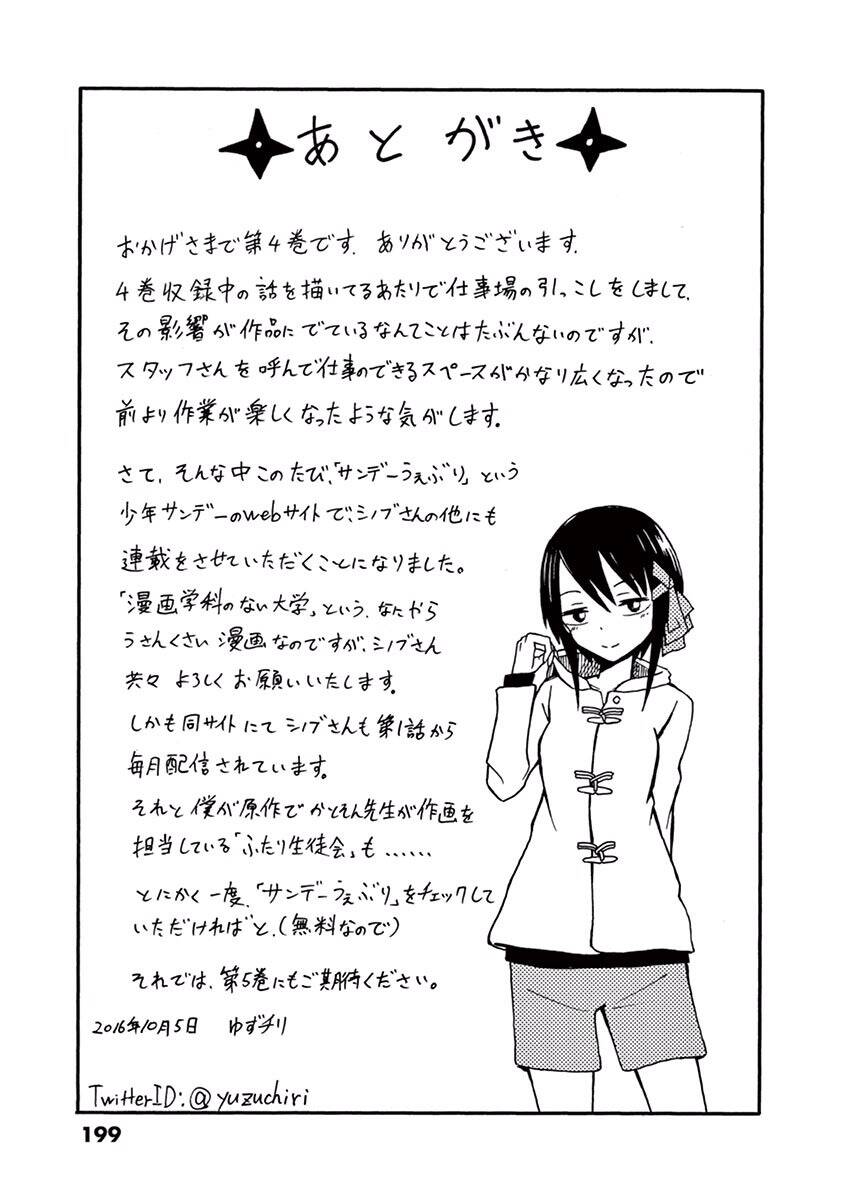 あとがき
おかげさまで第4巻です. ありがとうございます.
4巻収録中の話を描いてるあたりで仕事場の引っこしをしまして,
その影響が作品にでているなんてことはたぶんないのですが,
スタッフさんを呼んで仕事のできるスペースがかなり広くなったので
前より作業が楽しくなったような気がします。
さて, そんな中このたび,「サンデーうぇぶり」という
少年サンデーのwebサイトで,シノブさんの他にも
連載をさせていただくことになりました。
「漫画学科のない大学」という, なにやら
うさんくさい漫画なのですが,シノブさん
共々 よろしくお願いいたします。
しかも同サイトにてシノブさんも第1話から
毎月配信されています。
それと僕が原作でかとそん先生が作画を
担当している「ふたり生徒会」も……
とにかく一度,「サンデーうぇぶり」をチェックして
いただければと.(無料なので)
それでは, 第5巻にもご期待ください。
2016年10月5日 ゆずチリ
TwitterID:@yuzuchiri
199